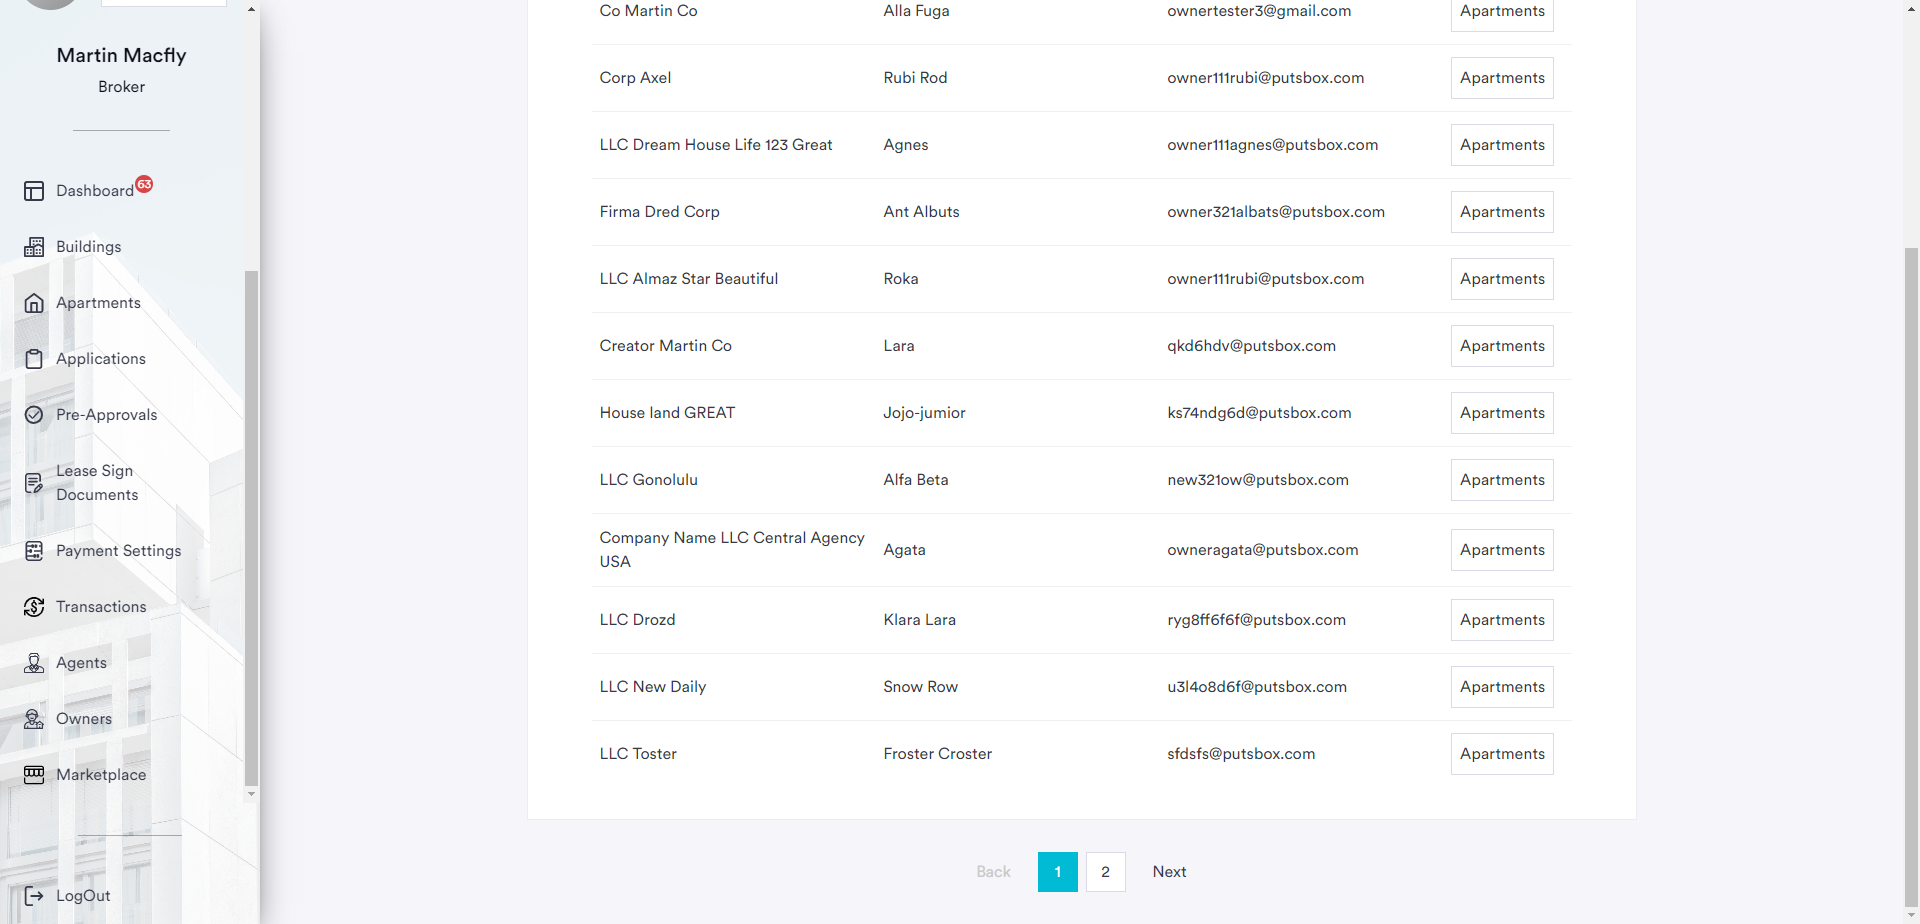 Martin Macfly
Broker
Dashboard 63
Buildings
Apartments
Applications
Pre-Approvals
Lease Sign
Documents
Payment Settings
Transactions
Agents
Owners
Marketplace
LogOut
Co Martin Co Alla Fuga ownertester3@gmail.com Apartments
Corp Axel Rubi Rod owner111rubi@putsbox.com Apartments
LLC Dream House Life 123 Great Agnes owner111agnes@putsbox.com Apartments
Firma Dred Corp Ant Albuts owner321albats@putsbox.com Apartments
LLC Almaz Star Beautiful Roka owner111rubi@putsbox.com Apartments
Creator Martin Co Lara qkd6hdv@putsbox.com Apartments
House land GREAT Jojo-jumior ks74ndg6d@putsbox.com Apartments
LLC Gonolulu Alfa Beta new321ow@putsbox.com Apartments
Company Name LLC Central Agency
USA Agata owneragata@putsbox.com Apartments
LLC Drozd Klara Lara ryg8ff6f6f@putsbox.com Apartments
LLC New Daily Snow Row u3l4o8d6f@putsbox.com Apartments
LLC Toster Froster Croster sfdsfs@putsbox.com Apartments
Back 1 2 Next